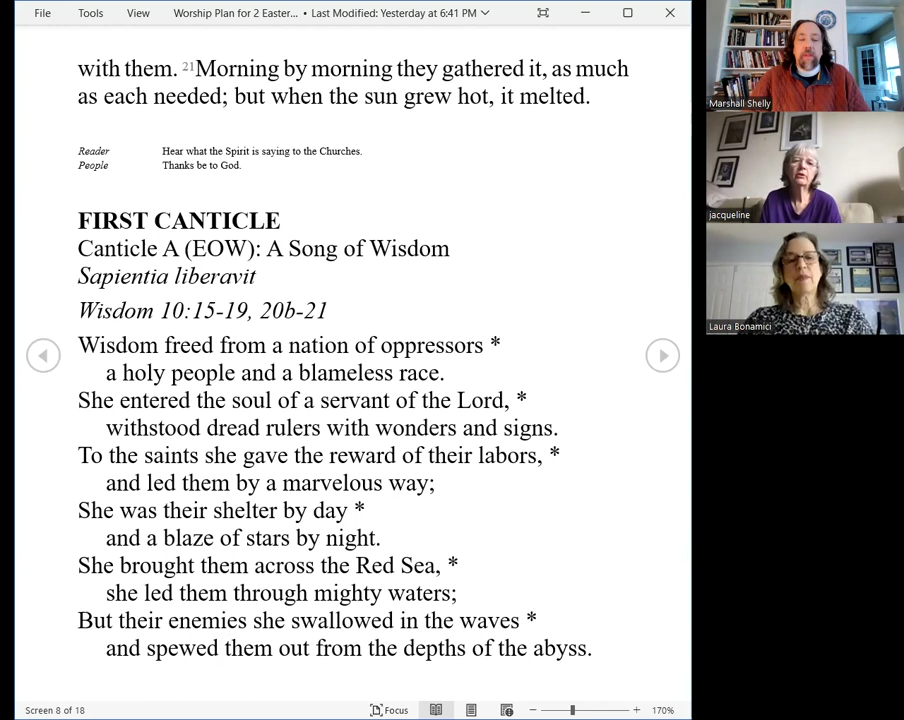 File Tools View Worship Plan for 2 Easter... • Last Modified: Yesterday at 6:41 PM
with them. 21Morning by morning they gathered it, as much
as each needed; but when the sun grew hot, it melted.
Reader Hear what the Spirit is saying to the Churches.
People Thanks be to God.
FIRST CANTICLE
Canticle A (EOW): A Song of Wisdom
Sapientia liberavit
Wisdom 10:15-19, 20b-21
Wisdom freed from a nation of oppressors *
a holy people and a blameless race.
She entered the soul of a servant of the Lord, *
withstood dread rulers with wonders and signs.
To the saints she gave the reward of their labors, *
and led them by a marvelous way;
She was their shelter by day *
and a blaze of stars by night.
She brought them across the Red Sea, *
she led them through mighty waters;
But their enemies she swallowed in the waves *
and spewed them out from the depths of the abyss.
Screen 8 of 18 Focus 170%
Marshall Shelly
jacqueline
Laura Bonamici